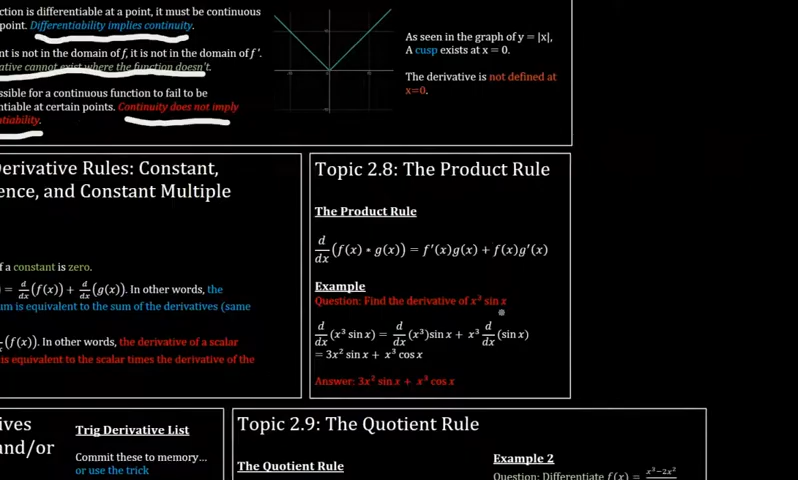 ction is differentiable at a point, it must be continuous
point. Differentiability implies continuity.
nt is not in the domain of f, it is not in the domain of f '.
ative cannot exist where the function doesn't.
ssible for a continuous function to fail to be
entiable at certain points. Continuity does not imply
ntiability.
As seen in the graph of y = |x|,
A cusp exists at x = 0.
The derivative is not defined at
x=0.
Derivative Rules: Constant,
ence, and Constant Multiple
f a constant is zero.
= d/dx (f(x)) + d/dx (g(x)). In other words, the
um is equivalent to the sum of the derivatives (same
(f(x)). In other words, the derivative of a scalar
is equivalent to the scalar times the derivative of the
Topic 2.8: The Product Rule
The Product Rule
d/dx (f(x) * g(x)) = f'(x)g(x) + f(x)g'(x)
Example
Question: Find the derivative of x³ sin x
d/dx (x³ sin x) = d/dx (x³)sin x + x³ d/dx (sin x)
= 3x² sin x + x³ cos x
Answer: 3x² sin x + x³ cos x
ives
and/or
Trig Derivative List
Commit these to memory…
or use the trick
Topic 2.9: The Quotient Rule
The Quotient Rule
Example 2
Question: Differentiate f(x) = x³−2x²